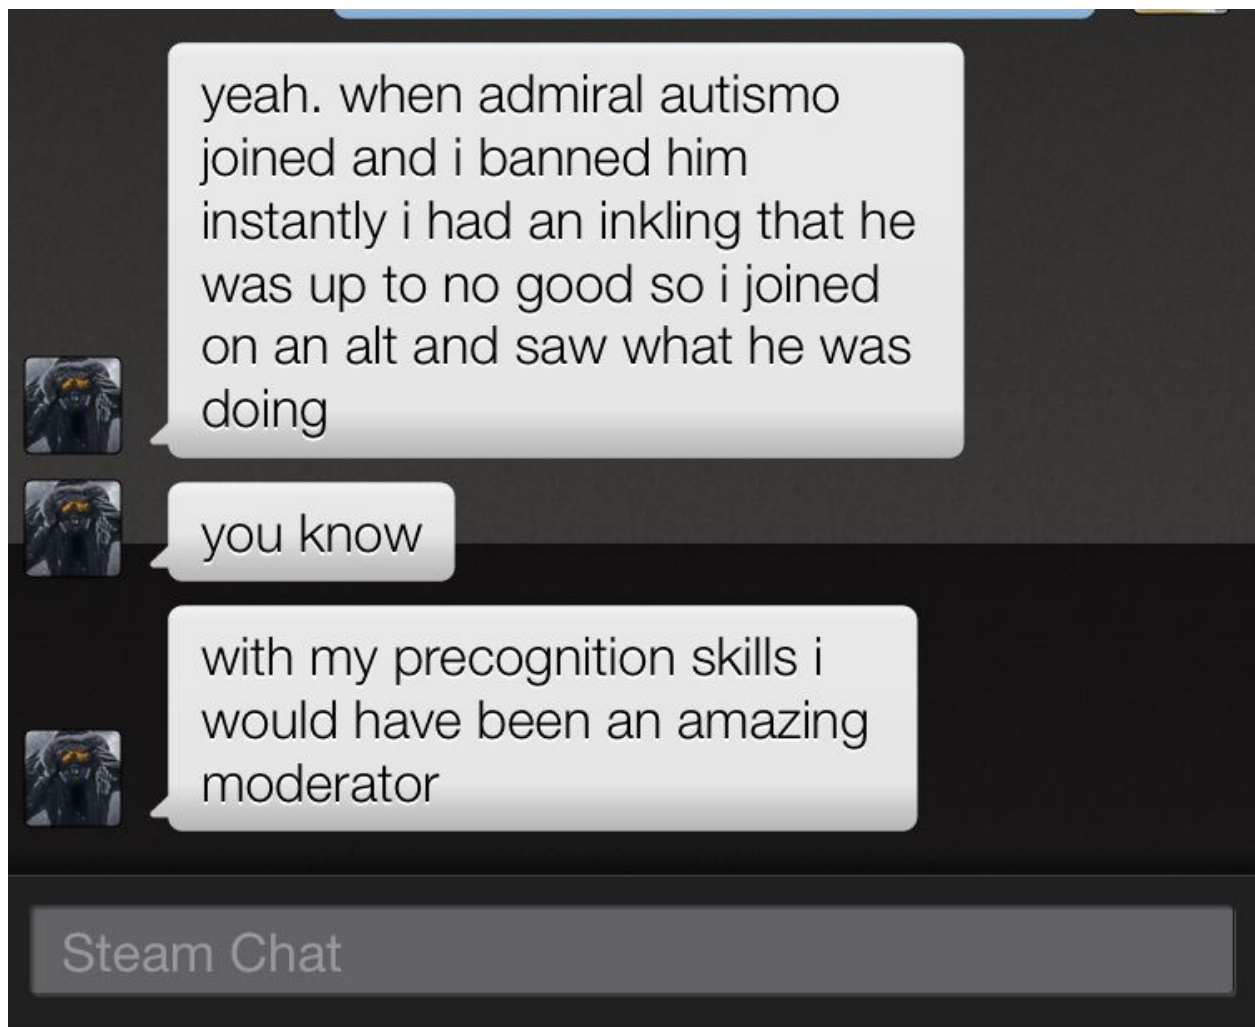 yeah. when admiral autismo
joined and i banned him
instantly i had an inkling that he
was up to no good so i joined
on an alt and saw what he was
doing
you know
with my precognition skills i
would have been an amazing
moderator
Steam Chat